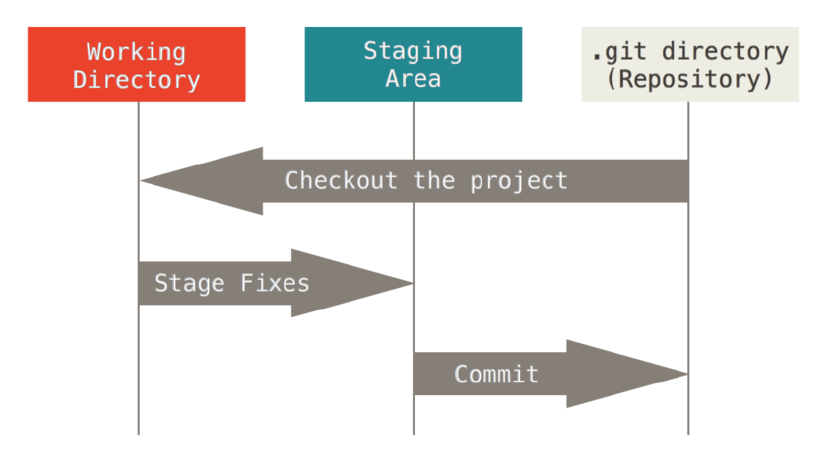 Working
Directory
Staging
Area
.git directory
(Repository)
Checkout the project
Stage Fixes
Commit